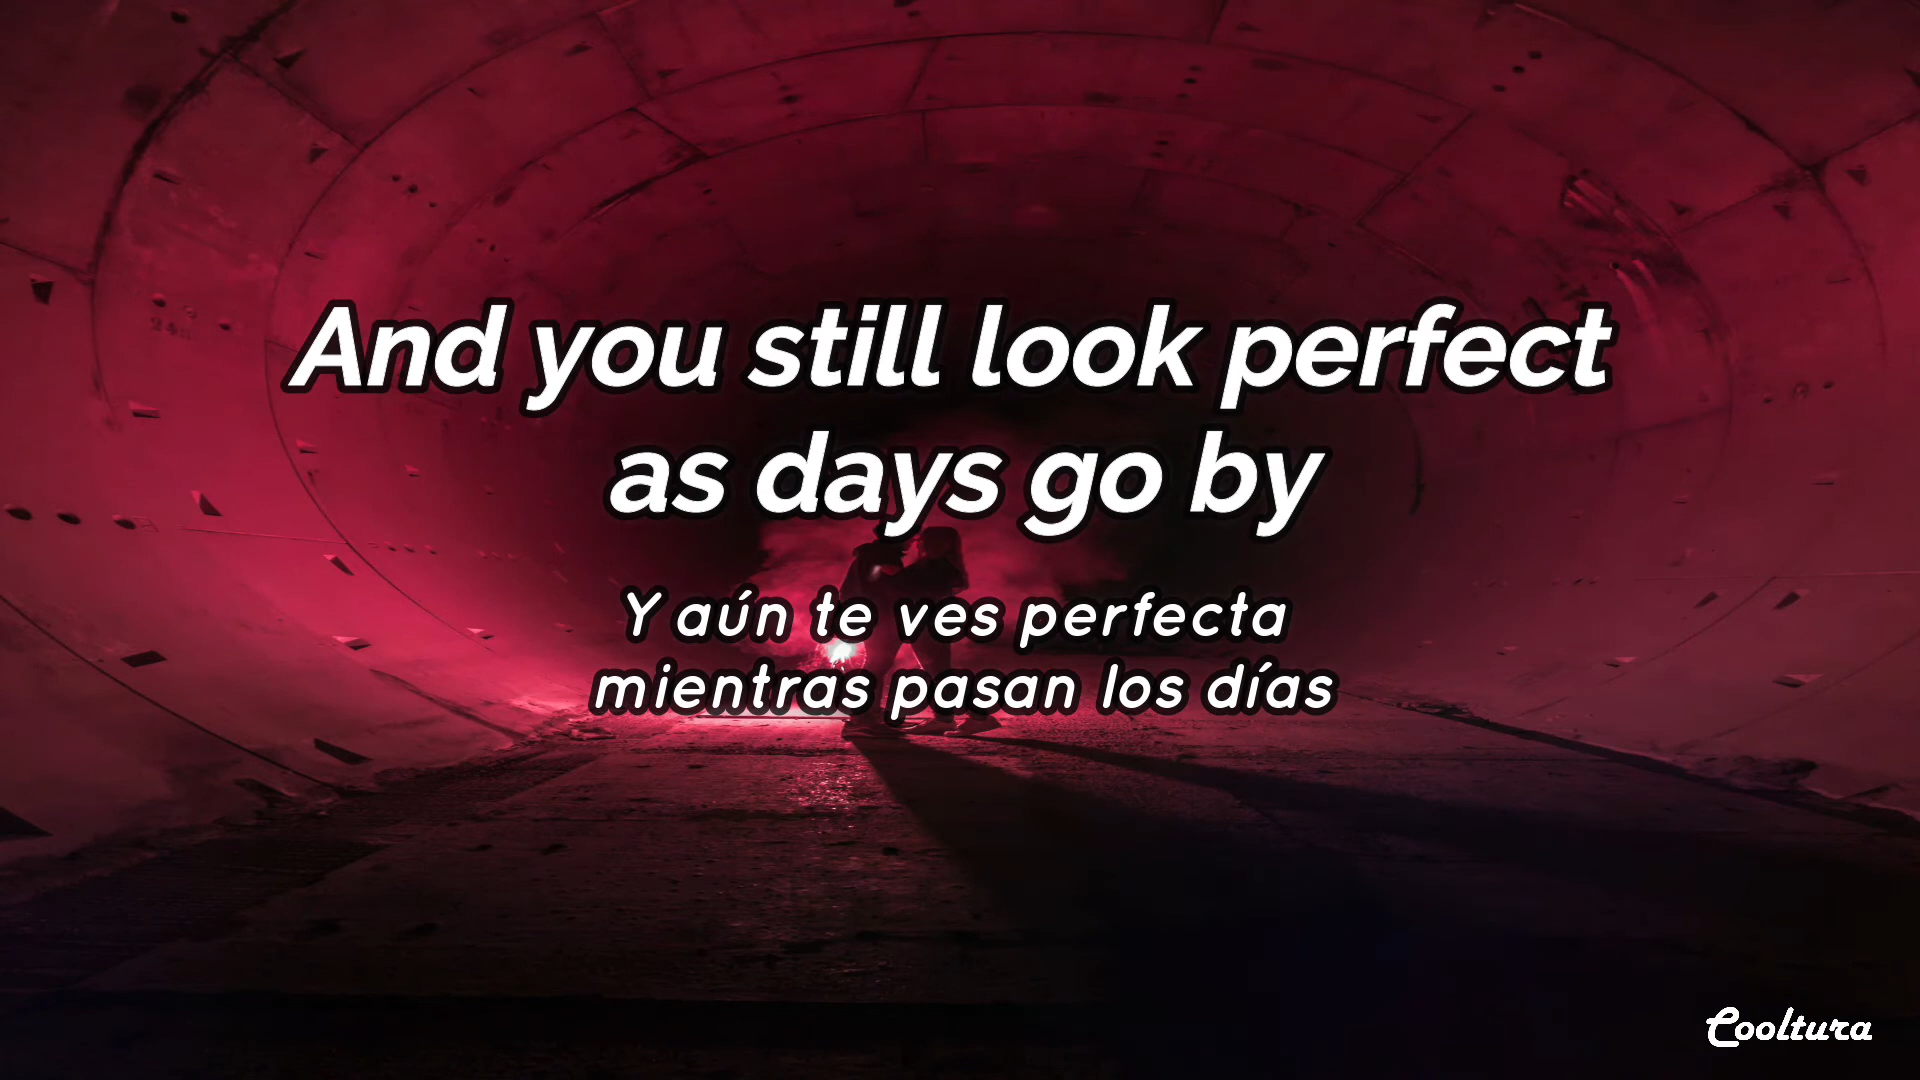 And you still look perfect
as days go by
Y aún te ves perfecta
mientras pasan los días
Cooltura